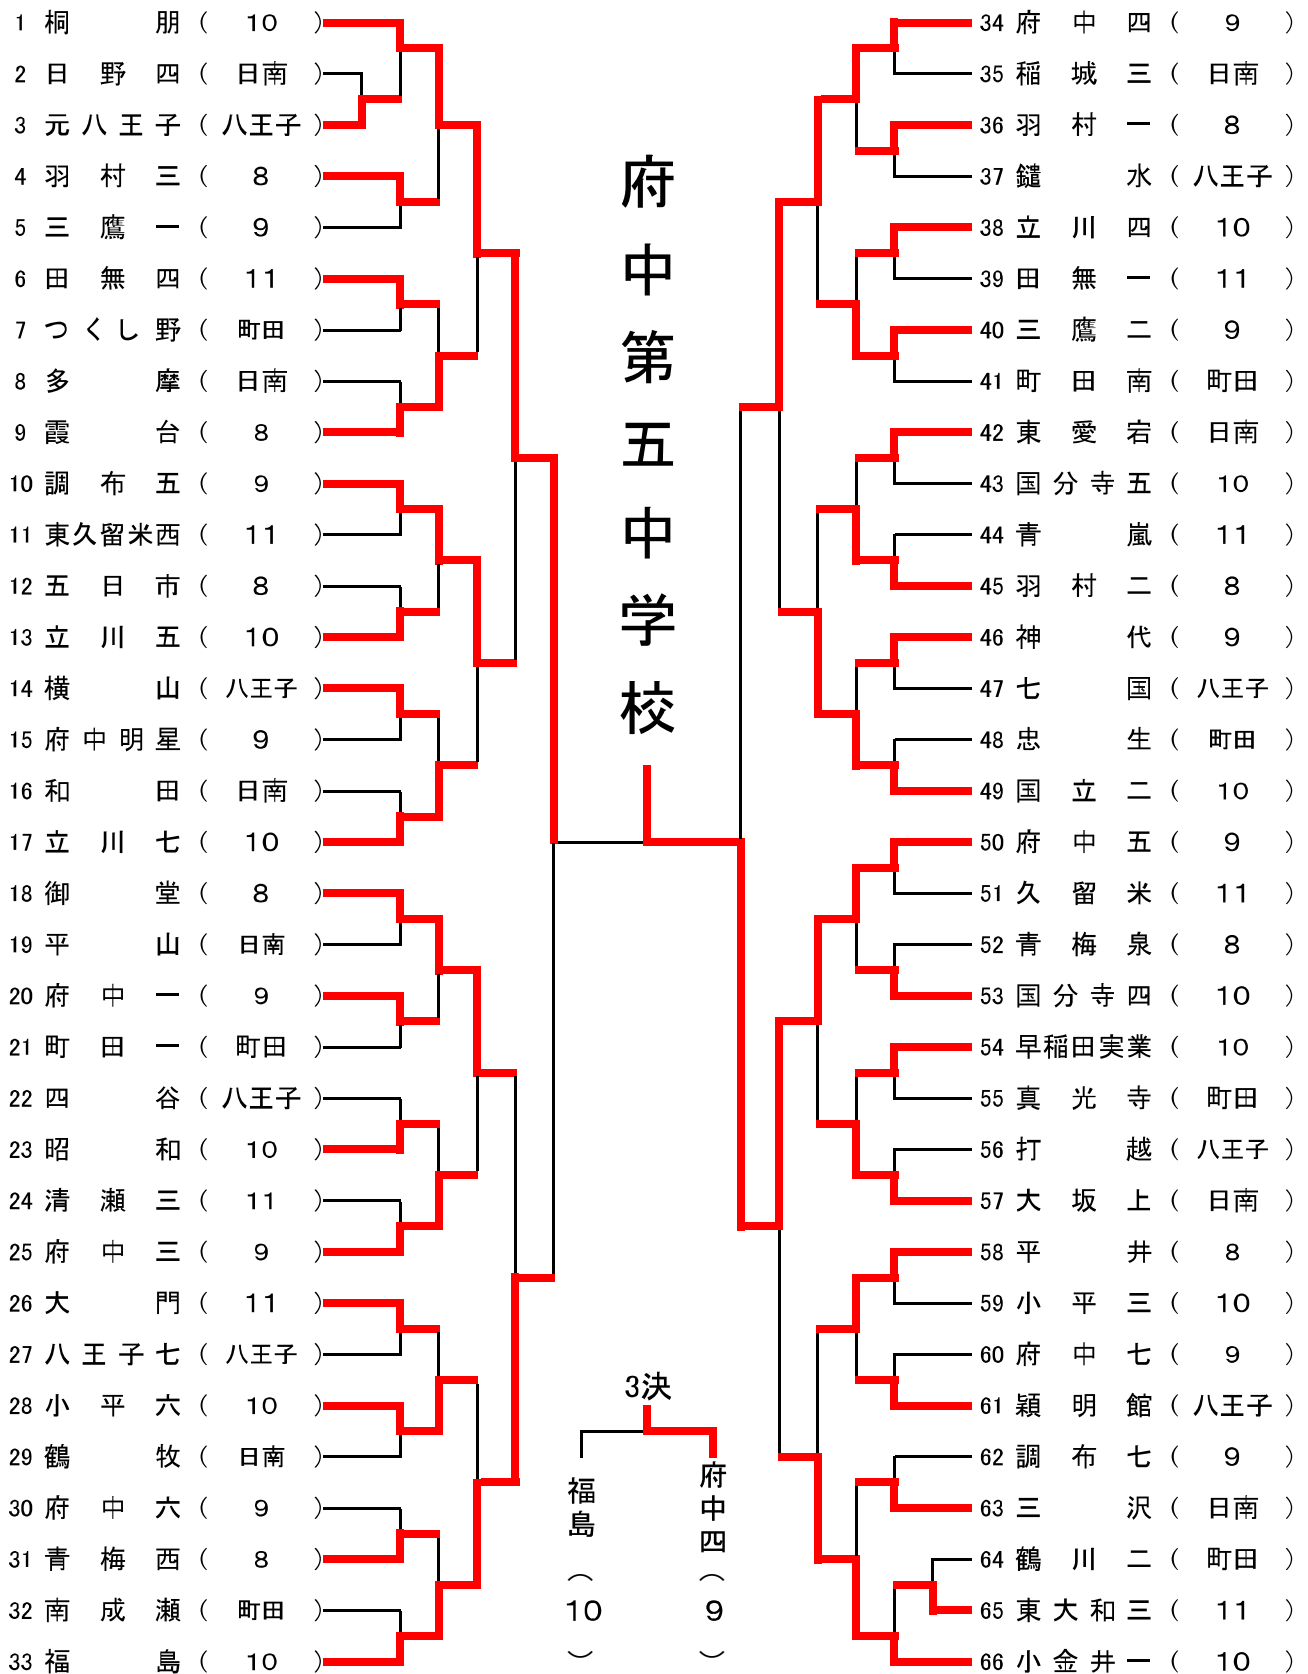 1 桐朋 ( 10 )
2 日野四 ( 日南 )
3 元八王子 ( 八王子 )
4 羽村三 ( 8 )
5 三鷹一 ( 9 )
6 田無四 ( 11 )
7 つくし野 ( 町田 )
8 多摩 ( 日南 )
9 霞台 ( 8 )
10 調布五 ( 9 )
11 東久留米西 ( 11 )
12 五日市 ( 8 )
13 立川五 ( 10 )
14 横山 ( 八王子 )
15 府中明星 ( 9 )
16 和田 ( 日南 )
17 立川七 ( 10 )
18 御堂 ( 8 )
19 平山 ( 日南 )
20 府中一 ( 9 )
21 町田一 ( 町田 )
22 四谷 ( 八王子 )
23 昭和 ( 10 )
24 清瀬三 ( 11 )
25 府中三 ( 9 )
26 大門 ( 11 )
27 八王子七 ( 八王子 )
28 小平六 ( 10 )
29 鶴牧 ( 日南 )
30 府中六 ( 9 )
31 青梅西 ( 8 )
32 南成瀬 ( 町田 )
33 福島 ( 10 )
府中第五中学校
3決
福島 ( 10 )
府中四 ( 9 )
34 府中四 ( 9 )
35 稲城三 ( 日南 )
36 羽村一 ( 8 )
37 鑓水 ( 八王子 )
38 立川四 ( 10 )
39 田無一 ( 11 )
40 三鷹二 ( 9 )
41 町田南 ( 町田 )
42 東愛宕 ( 日南 )
43 国分寺五 ( 10 )
44 青嵐 ( 11 )
45 羽村二 ( 8 )
46 神代 ( 9 )
47 七国 ( 八王子 )
48 忠生 ( 町田 )
49 国立二 ( 10 )
50 府中五 ( 9 )
51 久留米 ( 11 )
52 青梅泉 ( 8 )
53 国分寺四 ( 10 )
54 早稲田実業 ( 10 )
55 真光寺 ( 町田 )
56 打越 ( 八王子 )
57 大坂上 ( 日南 )
58 平井 ( 8 )
59 小平三 ( 10 )
60 府中七 ( 9 )
61 穎明館 ( 八王子 )
62 調布七 ( 9 )
63 三沢 ( 日南 )
64 鶴川二 ( 町田 )
65 東大和三 ( 11 )
66 小金井一 ( 10 )